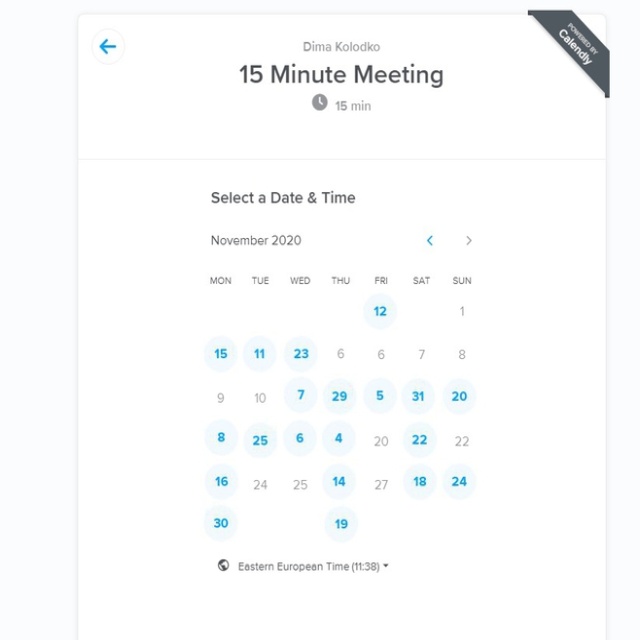 Dima Kolodko
POWERED BY
Calendly
15 Minute Meeting
15 min
Select a Date & Time
November 2020
MON TUE WED THU FRI SAT SUN
12 1
15 11 23 6 6 7 8
9 10 7 29 5 31 20
8 25 6 4 20 22 22
16 24 25 14 27 18 24
30 19
Eastern European Time (11:38)